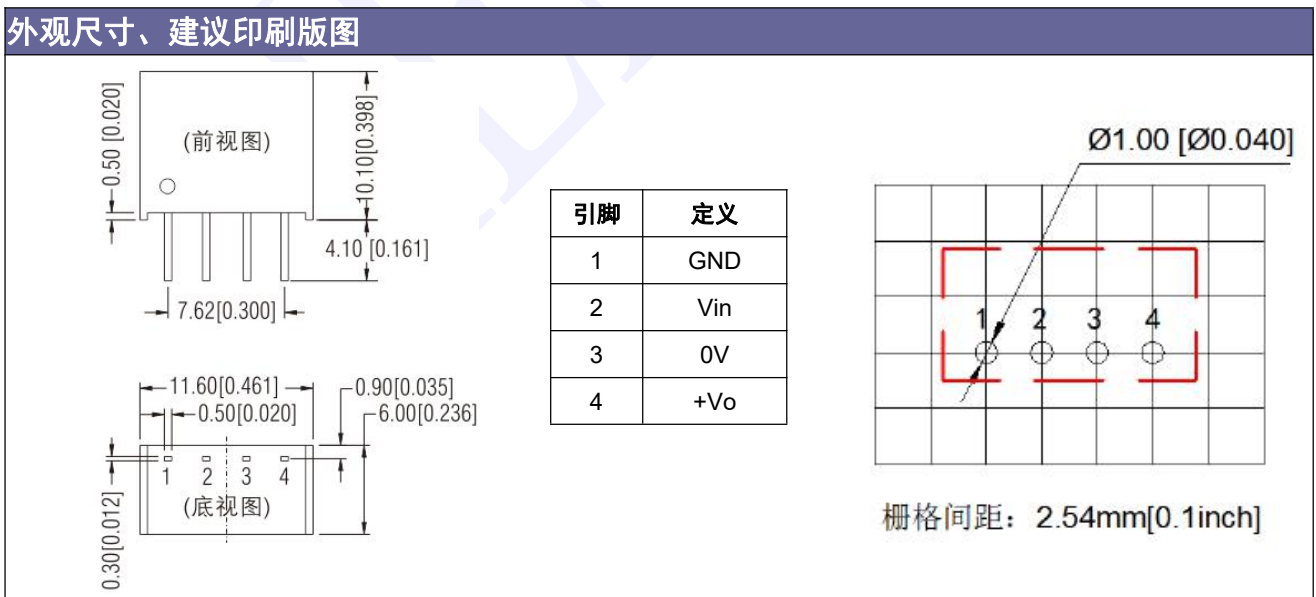 外观尺寸、建议印刷版图
(前视图)
0.50 [0.020]
10.10[0.398]
4.10 [0.161]
7.62[0.300]
11.60[0.461]
0.50[0.020]
0.90[0.035]
6.00[0.236]
1 2 3 4
(底视图)
0.30[0.012]
引脚 定义
1 GND
2 Vin
3 0V
4 +Vo
Ø1.00 [Ø0.040]
1 2 3 4
栅格间距：2.54mm[0.1inch]